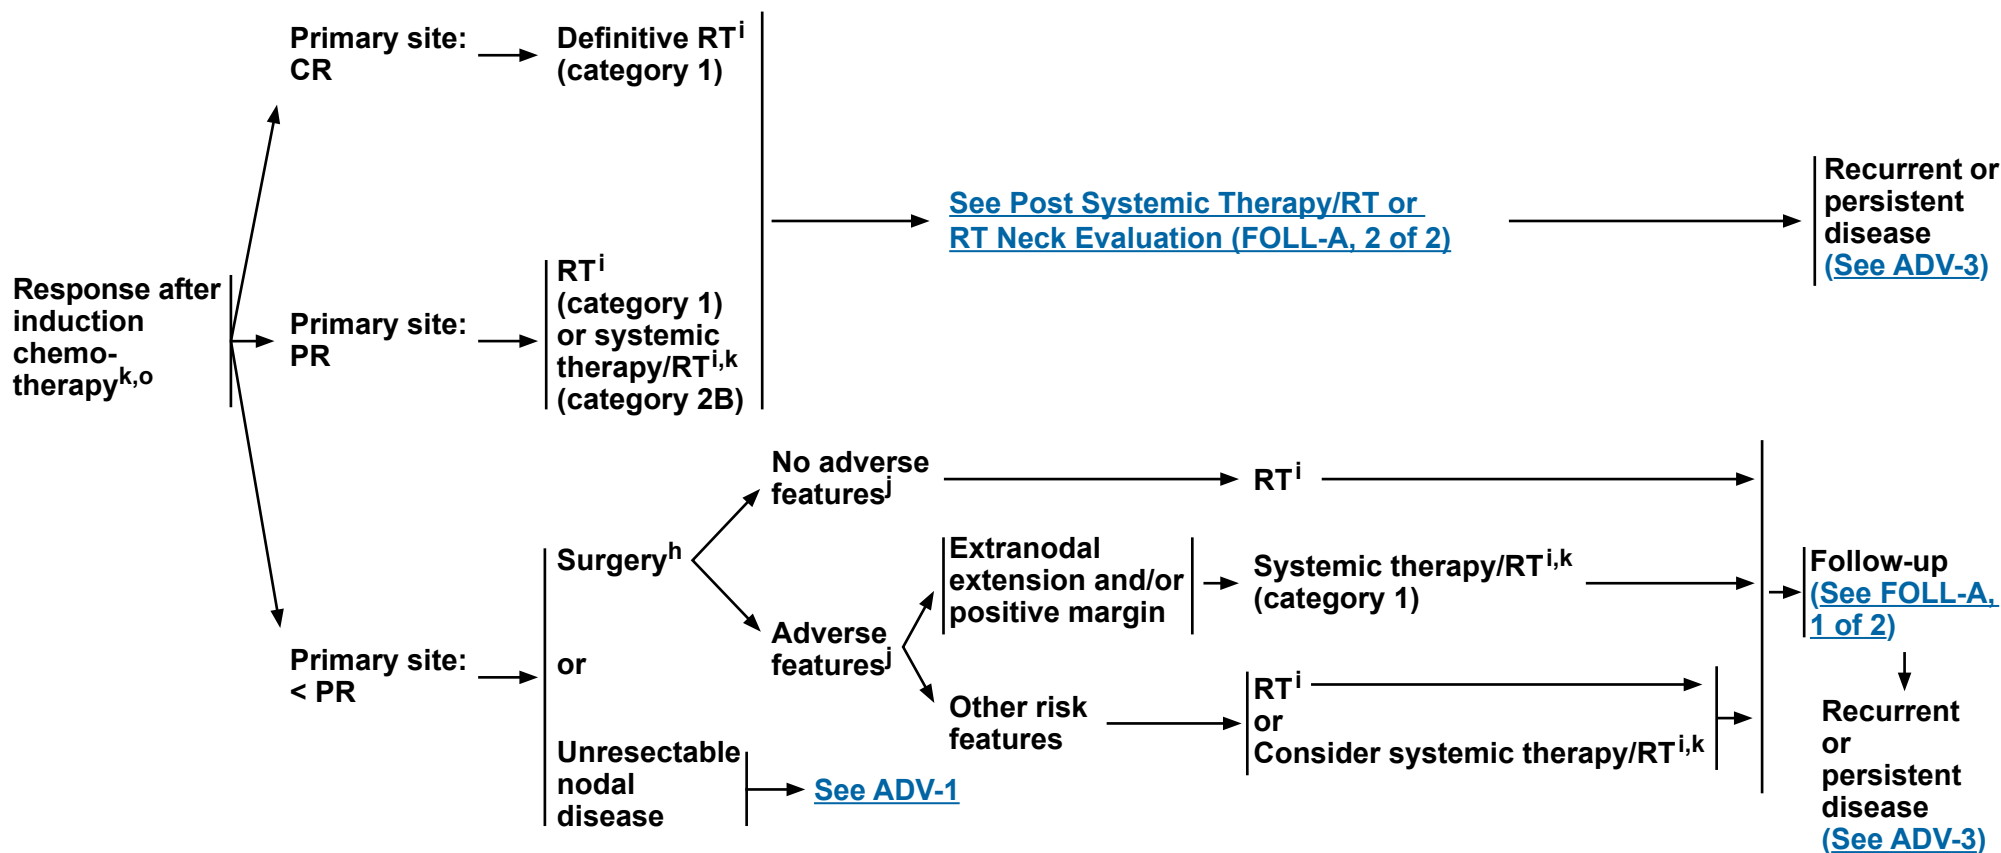 Response after
induction
chemo-
therapyk,o
Primary site:
CR
Definitive RTi
(category 1)
Primary site:
PR
RTi
(category 1)
or systemic
therapy/RTi,k
(category 2B)
See Post Systemic Therapy/RT or
RT Neck Evaluation (FOLL-A, 2 of 2)
Recurrent or
persistent
disease
(See ADV-3)
Primary site:
< PR
Surgeryh
or
Unresectable
nodal
disease
See ADV-1
No adverse
featuresj
RTi
Adverse
featuresj
Extranodal
extension and/or
positive margin
Systemic therapy/RTi,k
(category 1)
Other risk
features
RTi
or
Consider systemic therapy/RTi,k
Follow-up
(See FOLL-A,
1 of 2)
Recurrent
or
persistent
disease
(See ADV-3)